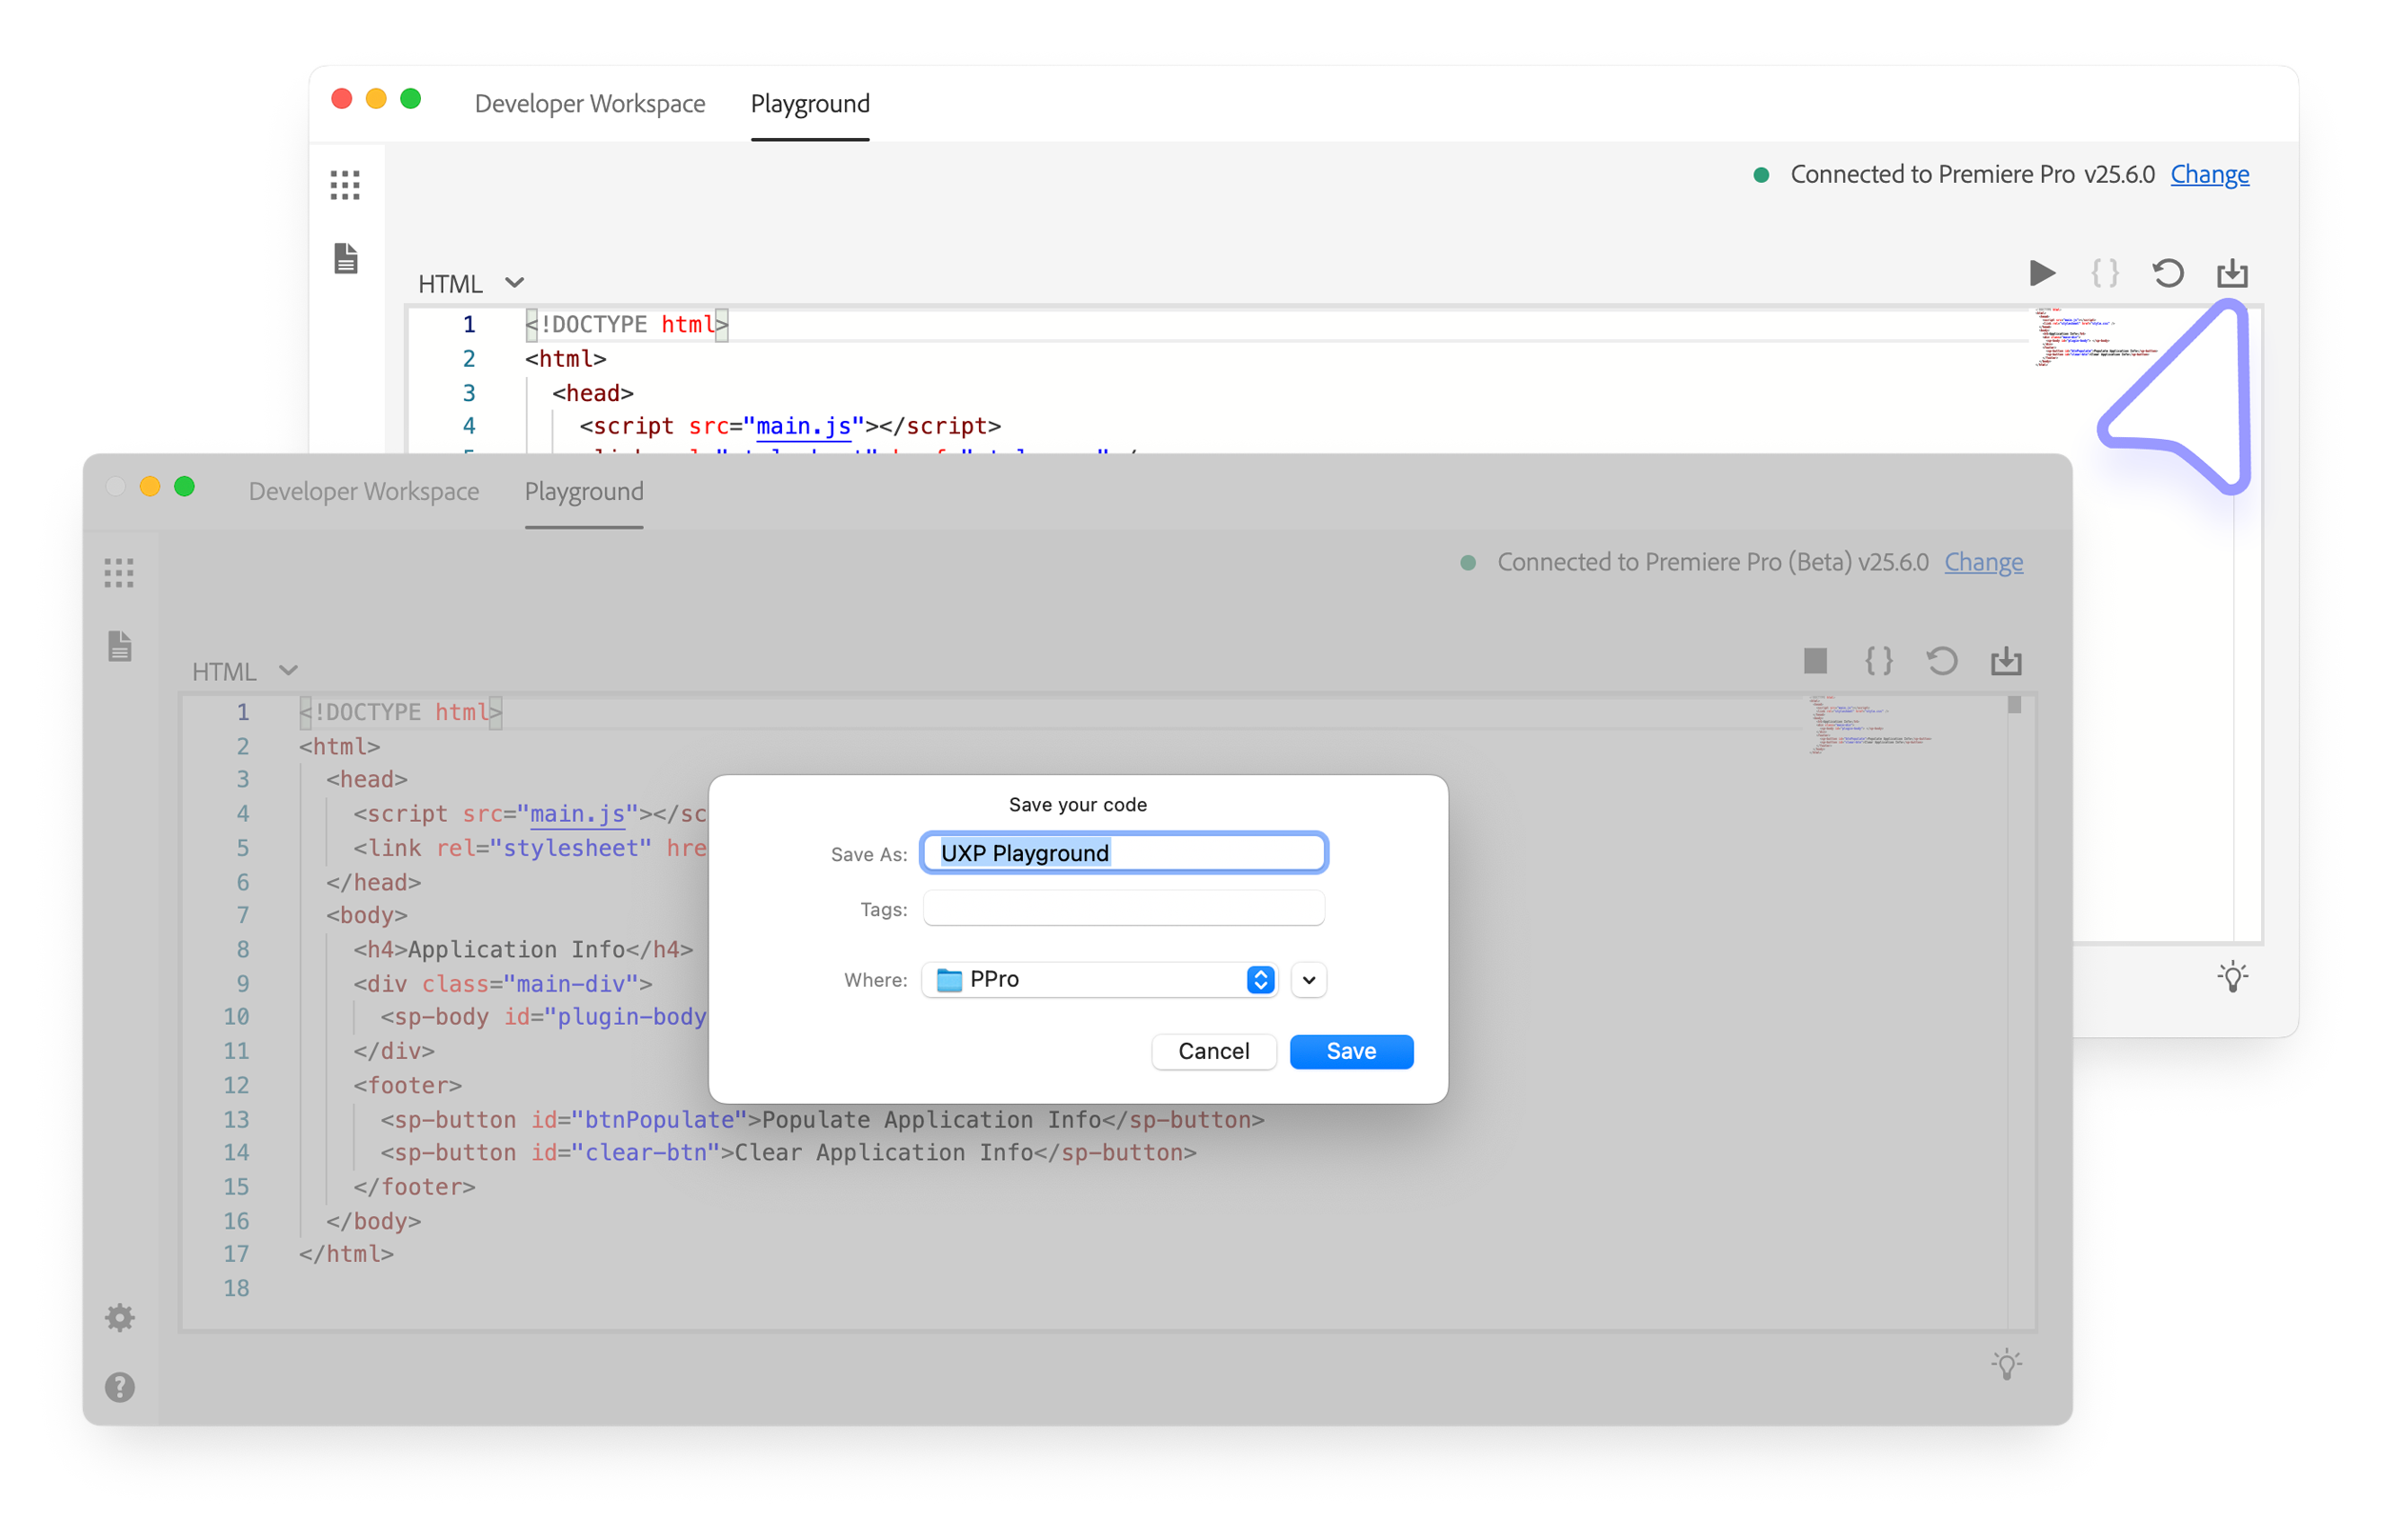 Developer Workspace Playground
Connected to Premiere Pro v25.6.0 Change
HTML
1 <!DOCTYPE html>
2 <html>
3 <head>
4 <script src="main.js"></script>
Developer Workspace Playground
Connected to Premiere Pro (Beta) v25.6.0 Change
HTML
{ }
1 <!DOCTYPE html>
2 <html>
3 <head>
4 <script src="main.js"></sc
5 <link rel="stylesheet" hre
6 </head>
7 <body>
8 <h4>Application Info</h4>
9 <div class="main-div">
10 <sp-body id="plugin-body
11 </div>
12 <footer>
13 <sp-button id="btnPopulate">Populate Application Info</sp-button>
14 <sp-button id="clear-btn">Clear Application Info</sp-button>
15 </footer>
16 </body>
17 </html>
18
Save your code
Save As: UXP Playground
Tags:
Where: PPro
Cancel Save